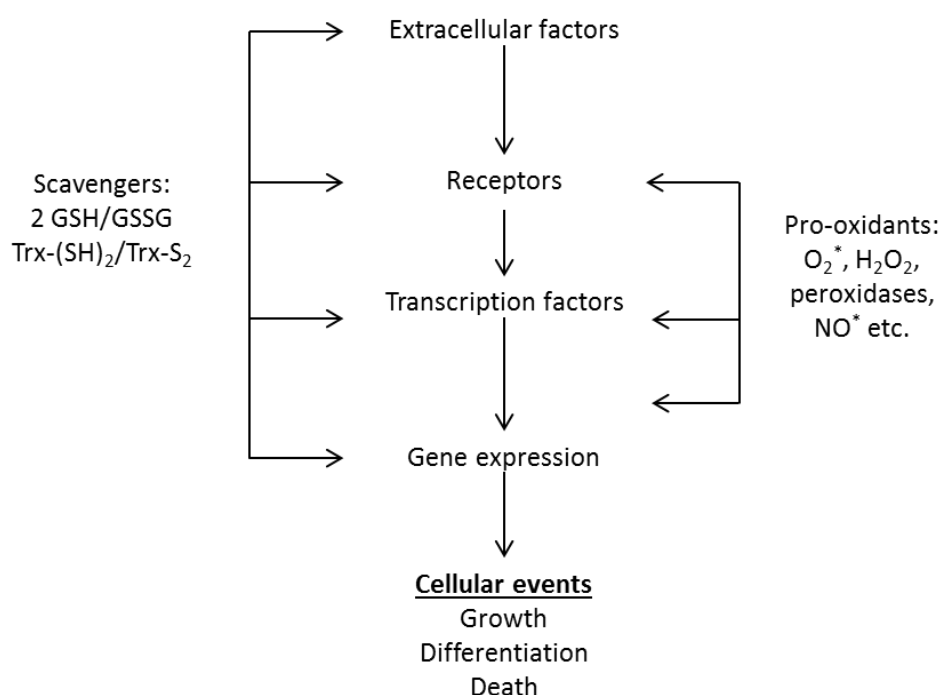 Extracellular factors
Scavengers:
2 GSH/GSSG
Trx-(SH)₂/Trx-S₂
Receptors
Pro-oxidants:
O₂*, H₂O₂,
peroxidases,
NO* etc.
Transcription factors
Gene expression
Cellular events
Growth
Differentiation
Death